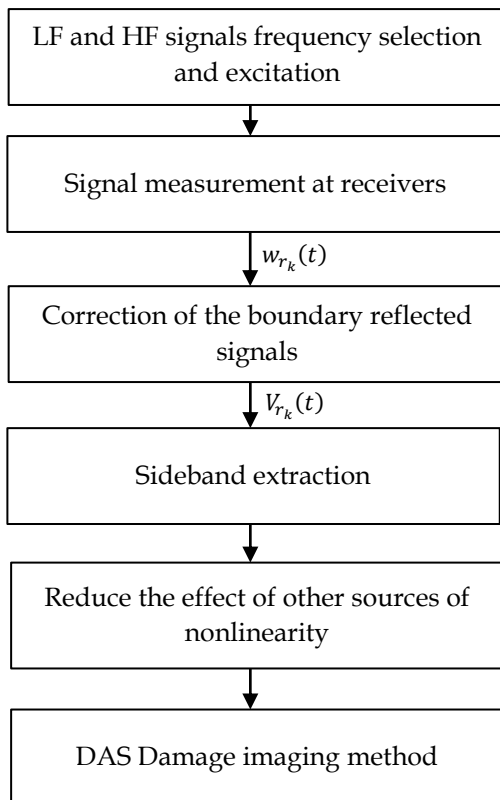 LF and HF signals frequency selection
and excitation
Signal measurement at receivers
$w_{r_k}(t)$
Correction of the boundary reflected
signals
$V_{r_k}(t)$
Sideband extraction
Reduce the effect of other sources of
nonlinearity
DAS Damage imaging method